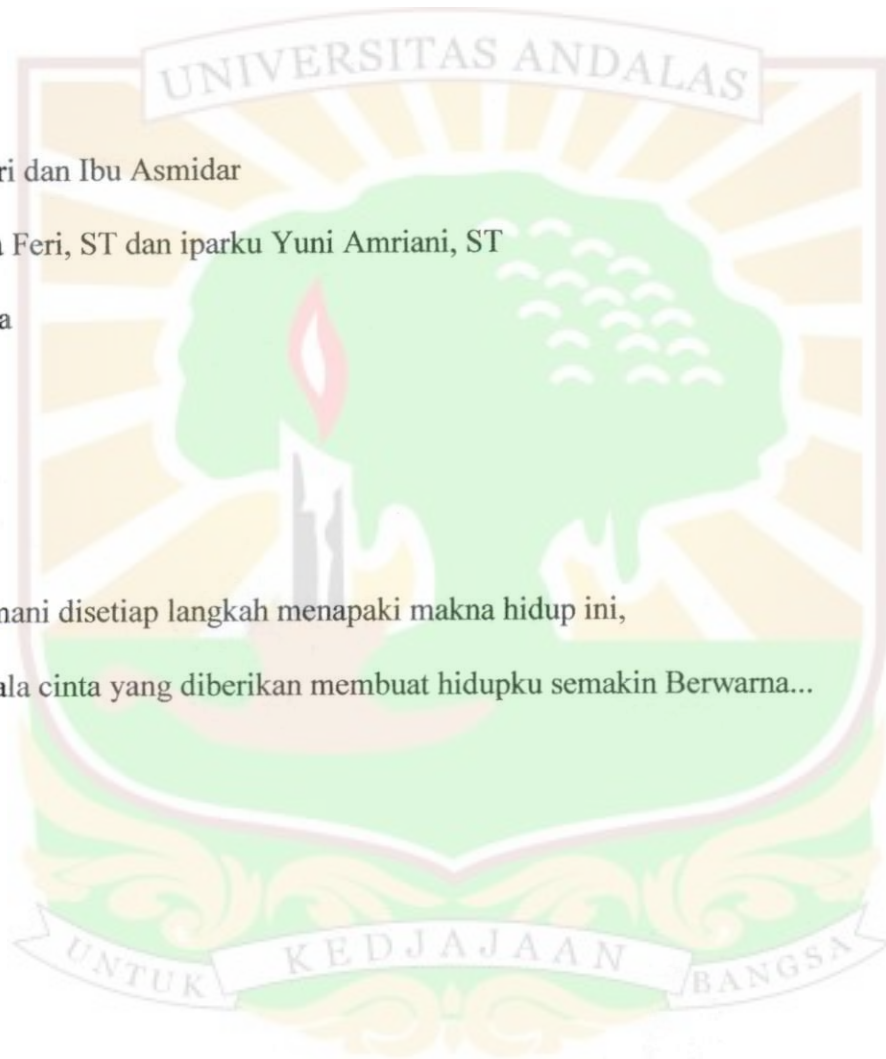 UNIVERSITAS ANDALAS
ri dan Ibu Asmidar
Feri, ST dan iparku Yuni Amriani, ST
a
nani disetiap langkah menapaki makna hidup ini,
ala cinta yang diberikan membuat hidupku semakin Berwarna...
UNTUK KEDJAJAAN BANGSA